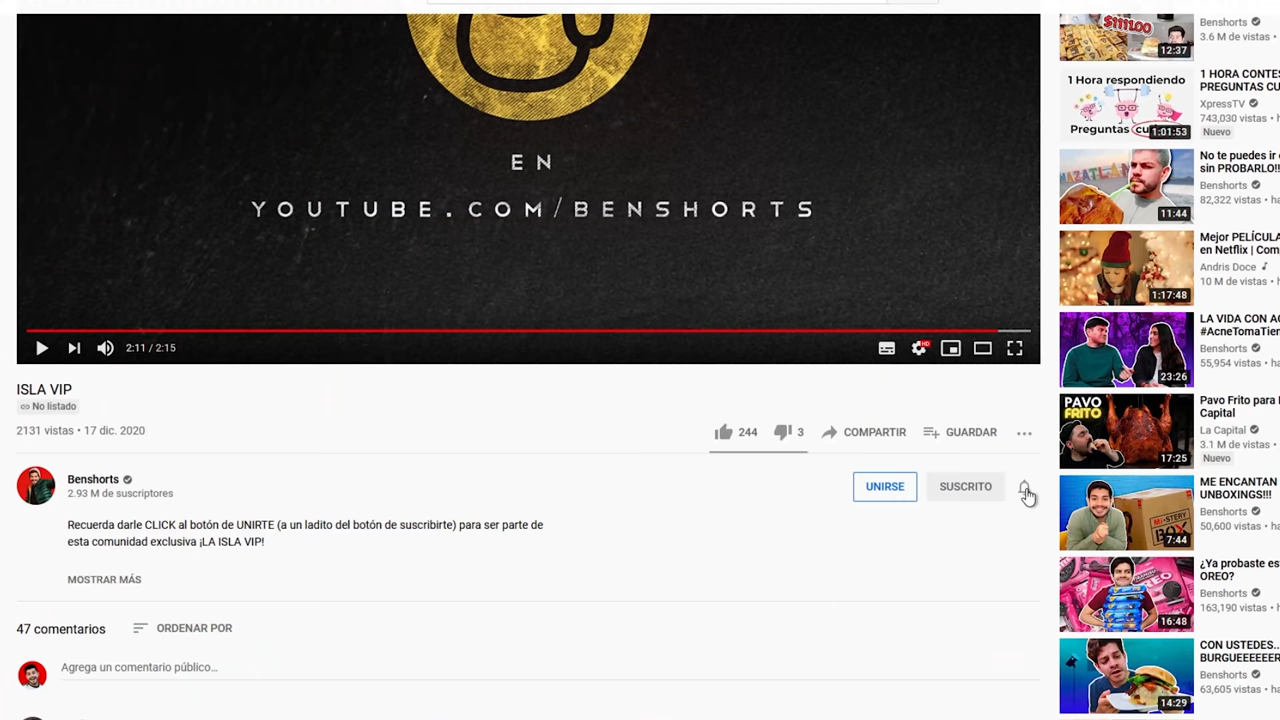 EN
YOUTUBE.COM/BENSHORTS
2:11 / 2:15
HD
ISLA VIP
No listado
2131 vistas • 17 dic. 2020
244
3
COMPARTIR
GUARDAR
Benshorts
2.93 M de suscriptores
UNIRSE
SUSCRITO
Recuerda darle CLICK al botón de UNIRTE (a un ladito del botón de suscribirte) para ser parte de
esta comunidad exclusiva ¡LA ISLA VIP!
MOSTRAR MÁS
47 comentarios
ORDENAR POR
Agrega un comentario público...
12:37
Benshorts
3.6 M de vistas •
1 Hora respondiendo
Preguntas
1:01:53
1 HORA CONTES
PREGUNTAS CU
XpressTV
743,030 vistas • h
Nuevo
MAZATLÁN
11:44
No te puedes ir
sin PROBARLO!!
Benshorts
82,322 vistas •
1:17:48
Mejor PELÍCULA
en Netflix | Com
Andris Doce
10 M de vistas •
23:26
LA VIDA CON AC
#AcneTomaTier
Benshorts
55,954 vistas • ha
PAVO
FRITO
17:25
Pavo Frito para
Capital
La Capital
3.1 M de vistas •
Nuevo
MYSTERY
BOX
7:44
ME ENCANTAN
UNBOXINGS!!!
Benshorts
50,600 vistas •
OREO
16:48
¿Ya probaste es
OREO?
Benshorts
163,190 vistas •
14:29
CON USTEDES..
BURGUEEEEEER
Benshorts
63,605 vistas • ha